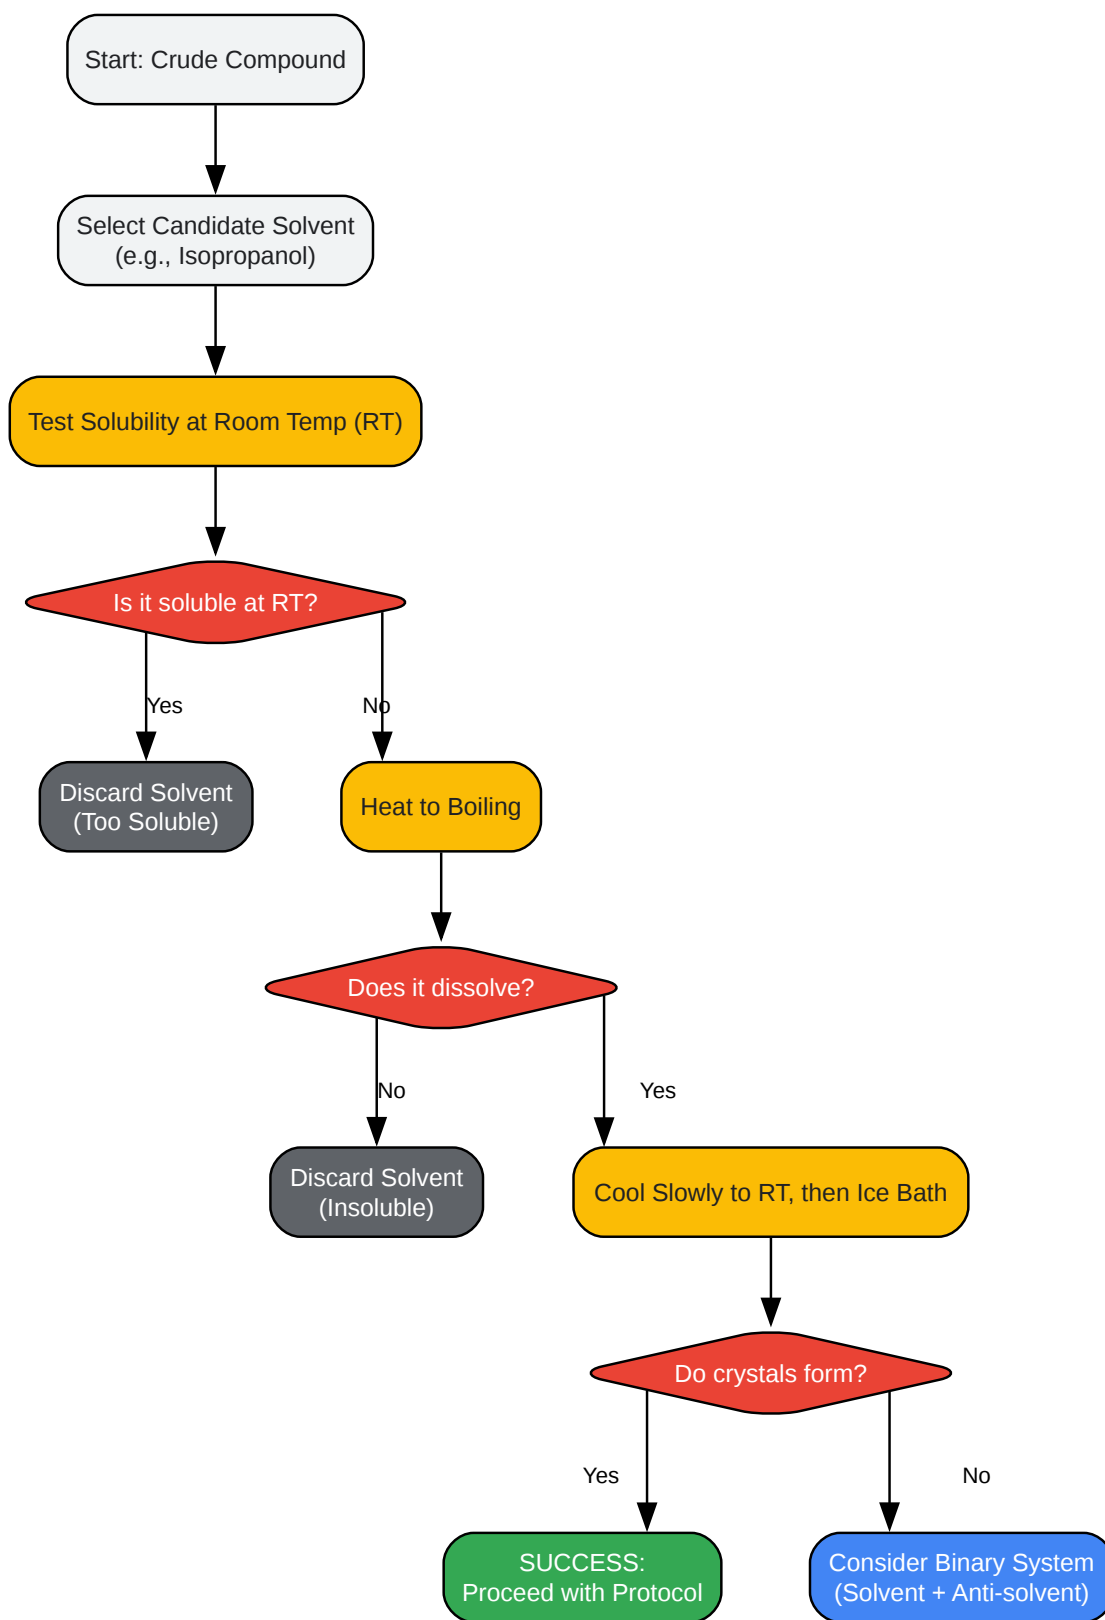 Start: Crude Compound
Select Candidate Solvent
(e.g., Isopropanol)
Test Solubility at Room Temp (RT)
Is it soluble at RT?
Yes
No
Discard Solvent
(Too Soluble)
Heat to Boiling
Does it dissolve?
No
Yes
Discard Solvent
(Insoluble)
Cool Slowly to RT, then Ice Bath
Do crystals form?
Yes
No
SUCCESS:
Proceed with Protocol
Consider Binary System
(Solvent + Anti-solvent)